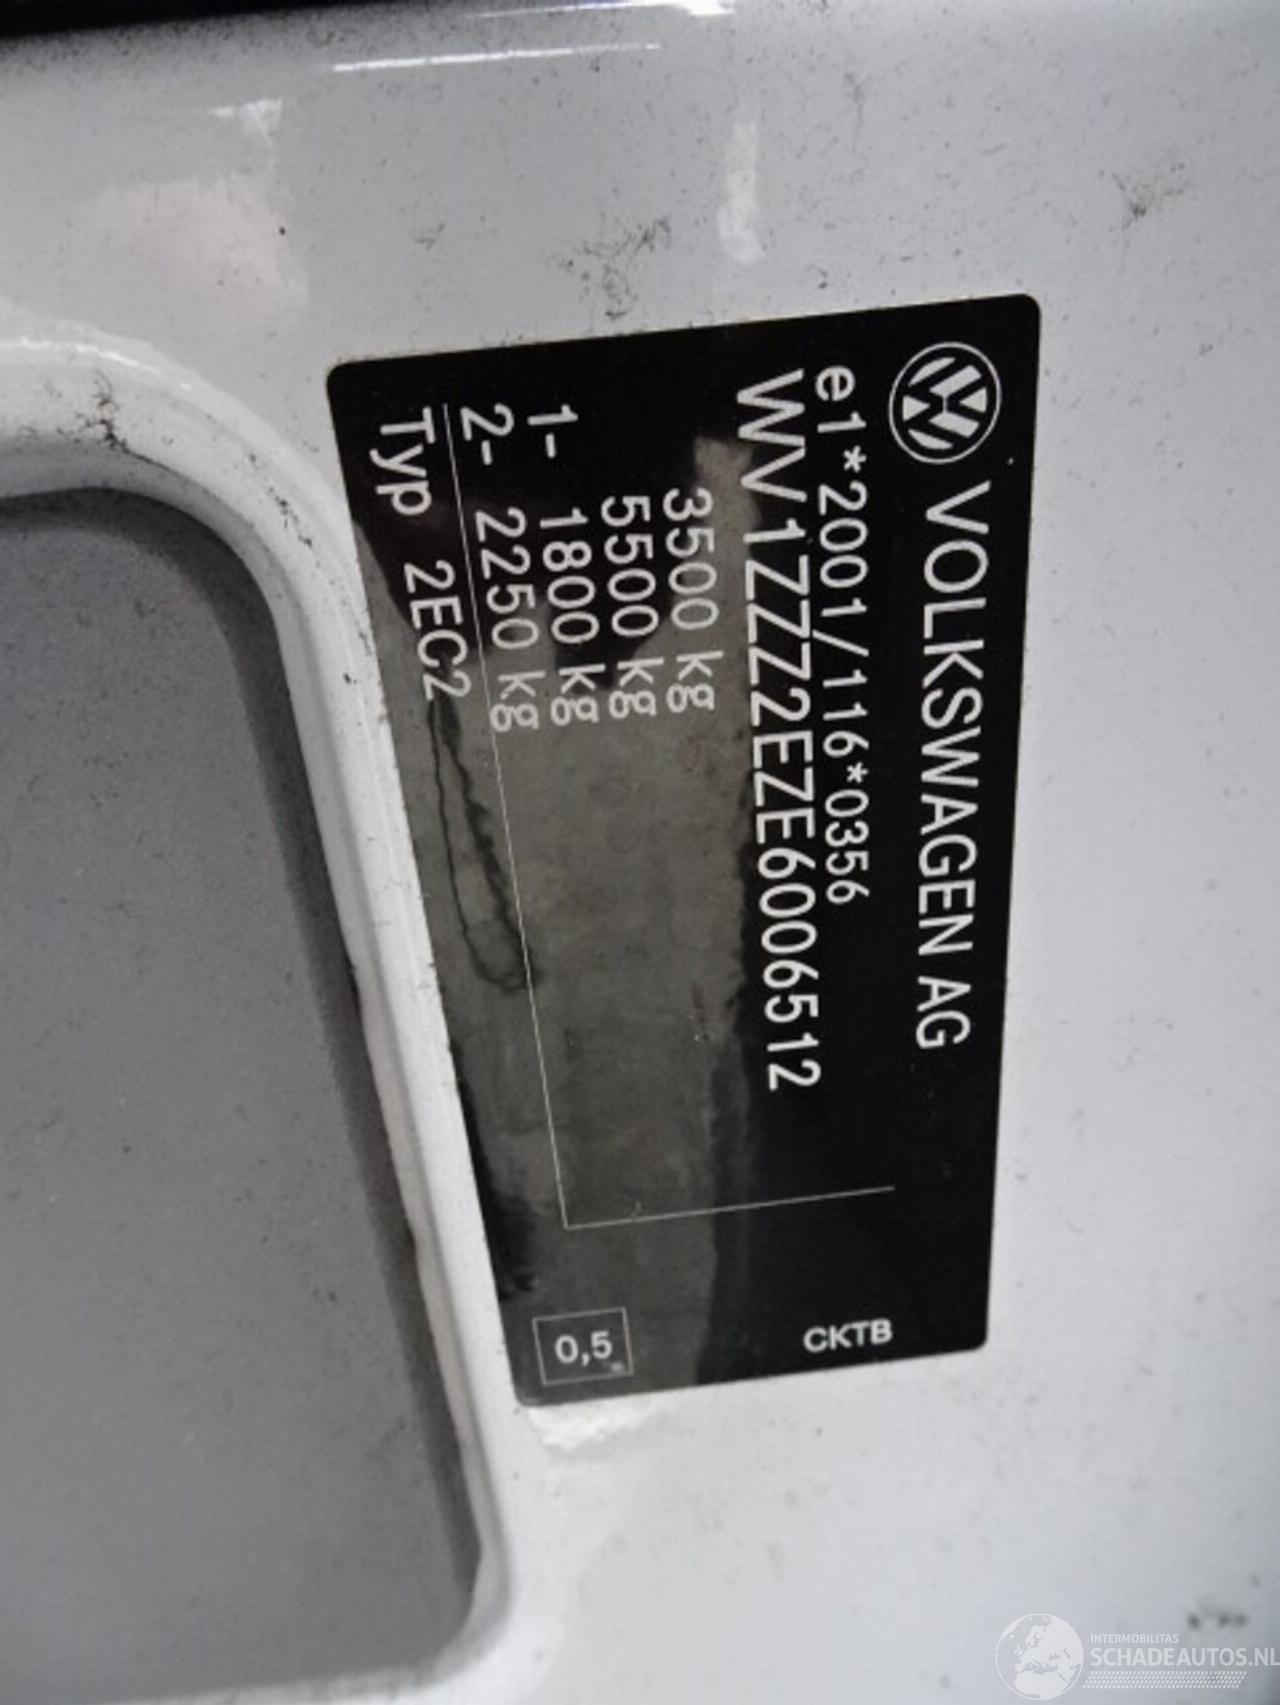 VOLKSWAGEN AG
e1*2001/116*0356
WV1ZZZ2EZE6006512
3500 kg
5500 kg
1- 1800 kg
2- 2250 kg
Typ 2EC2
CKTB
0,5
INTERMOBILITAS
SCHADEAUTOS.NL